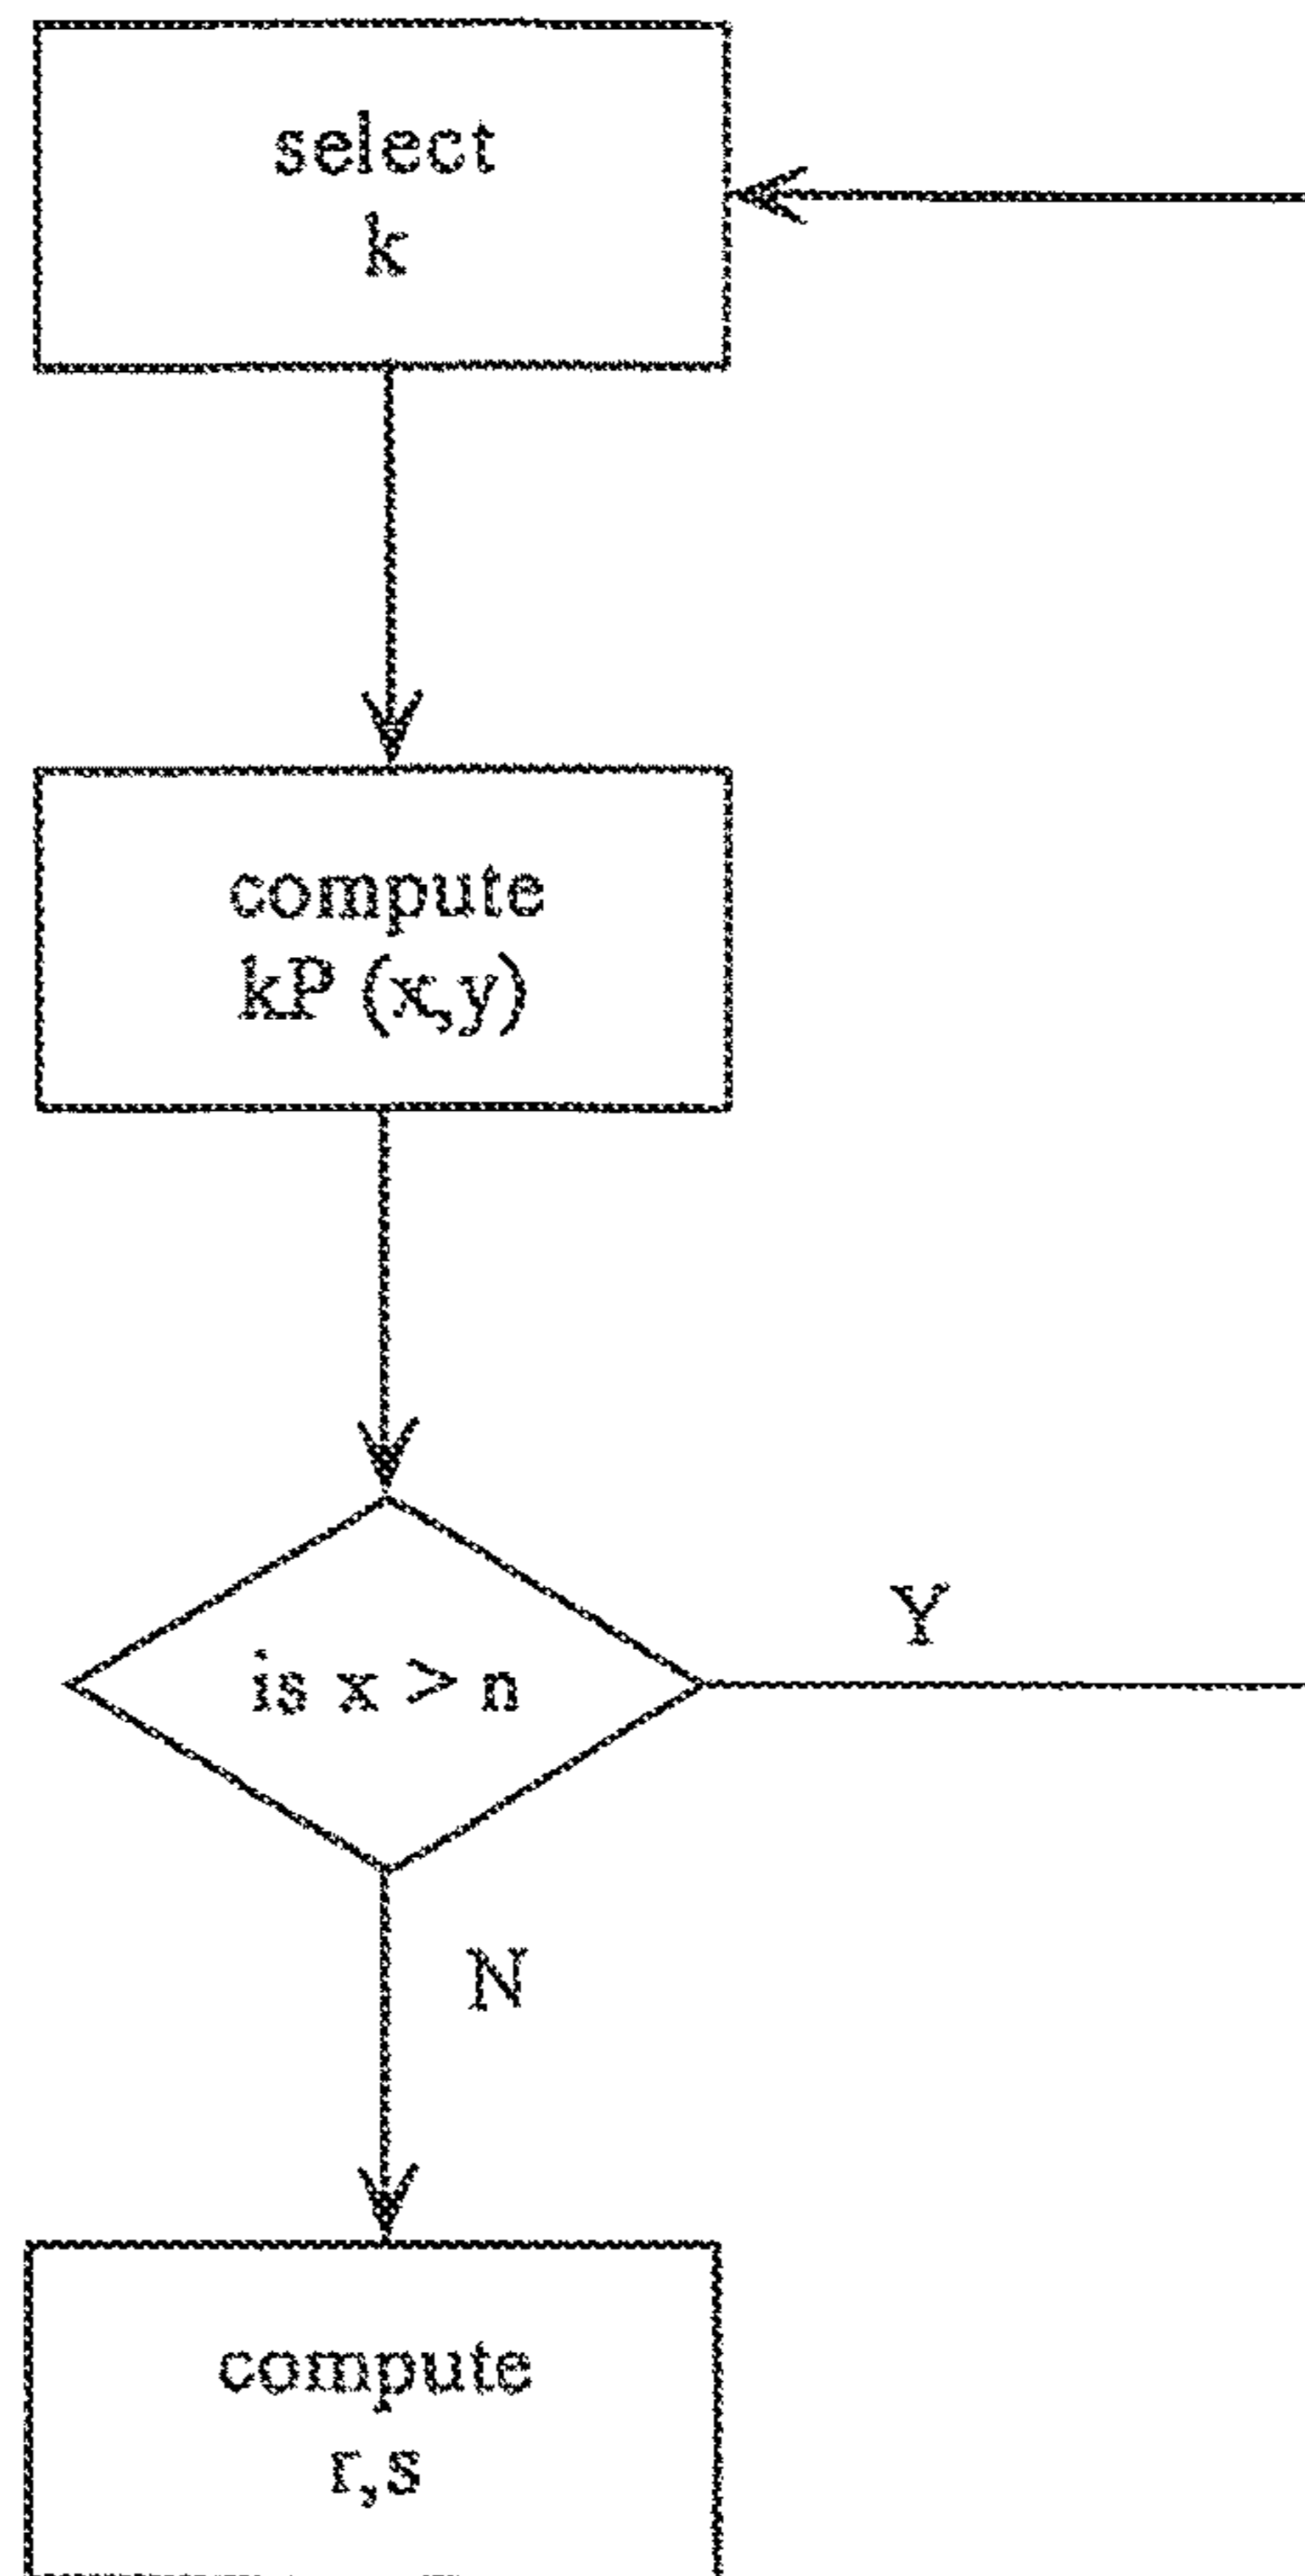 select
k
compute
kP (x,y)
is x > n
Y
N
compute
r,s